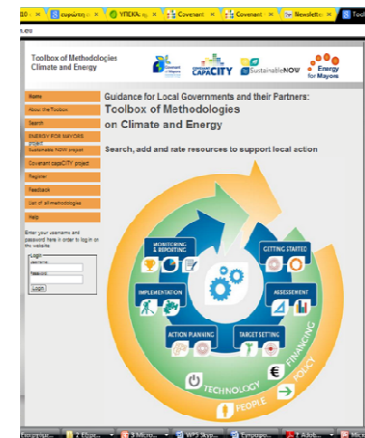 ΥΠΕΚΑ
Covenant
Covenant
Newslette
Toolbox of Methodologies
Climate and Energy
CAPACITY
SustainableNOW
Energy
for Mayors
Guidance for Local Governments and their Partners:
Toolbox of Methodologies
on Climate and Energy
Search, add and rate resources to support local action
Home
About the Toolbox
Search
ENERGY FOR MAYORS
project
Sustainable NOW project
Covenant capaCITY project
Register
Feedback
List of all methodologies
Help
Enter your username and
password here in order to log in on
the website
Login
Username
Password
Login
MONITORING
& REPORTING
GETTING STARTED
IMPLEMENTATION
ASSESSMENT
ACTION PLANNING
TARGET SETTING
TECHNOLOGY
FINANCING
PEOPLE
POLICY